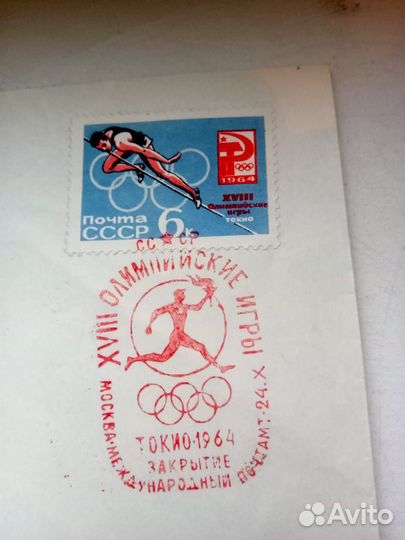 1964
XVIII
Олимпийские
игры
токио
Почта
СССР
6к
СС СР
XVIII ОЛИМПИЙСКИЕ ИГРЫ
ТОКИО·1964
ЗАКРЫТИЕ
МОСКВА·МЕЖДУНАРОДНЫЙ ПОЧТАМТ·24.X
Avito